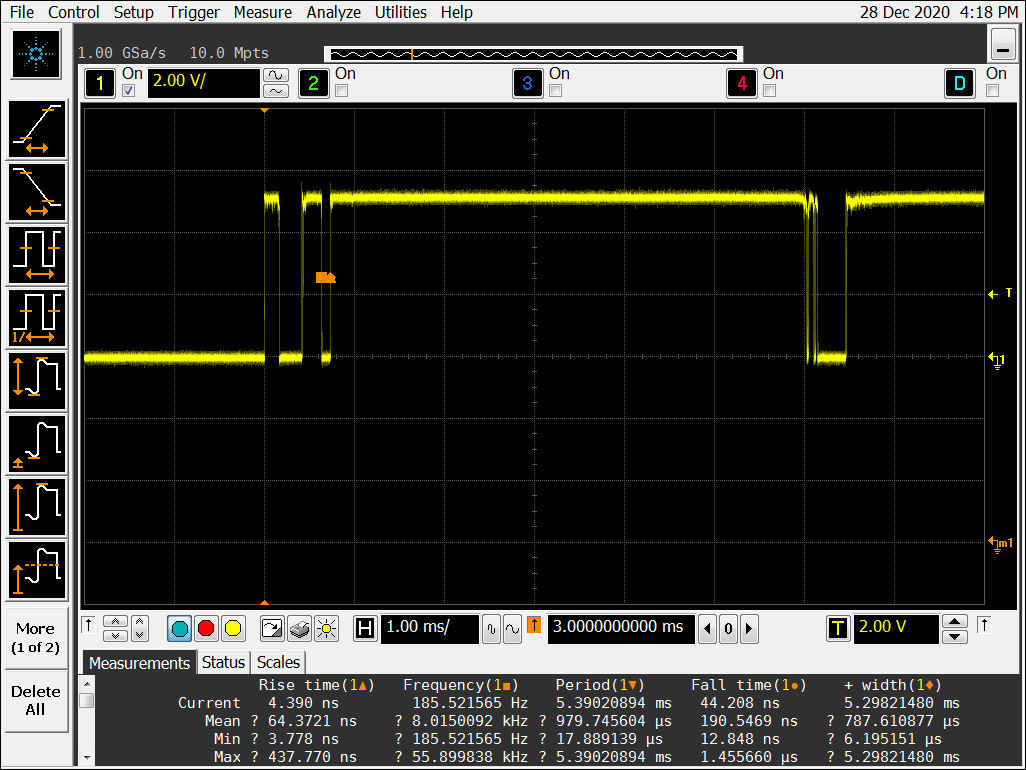 File Control Setup Trigger Measure Analyze Utilities Help 28 Dec 2020 4:18 PM
1.00 GSa/s 10.0 Mpts
1 On 2.00 V/ 2 On 3 On 4 On D On
T
1
m1
1/
More
(1 of 2)
Delete
All
H 1.00 ms/ 3.0000000000 ms 0 T 2.00 V
Measurements Status Scales
Rise time(1▲) Frequency(1■) Period(1▼) Fall time(1●) + width(1♦)
Current 4.390 ns 185.521565 Hz 5.39020894 ms 44.208 ns 5.29821480 ms
Mean ? 64.3721 ns ? 8.0150092 kHz ? 979.745604 µs 190.5469 ns ? 787.610877 µs
Min ? 3.778 ns ? 185.521565 Hz ? 17.889139 µs 12.848 ns ? 6.195151 µs
Max ? 437.770 ns ? 55.899838 kHz ? 5.39020894 ms 1.455660 µs ? 5.29821480 ms